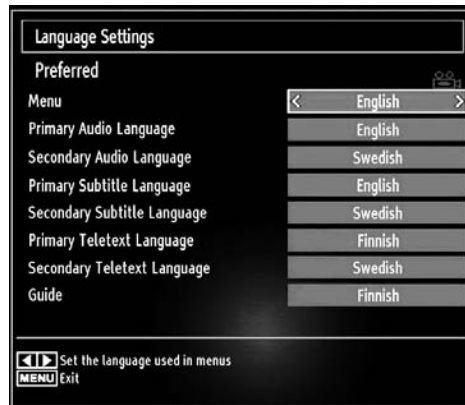 Language Settings
Preferred
Menu < English >
Primary Audio Language English
Secondary Audio Language Swedish
Primary Subtitle Language English
Secondary Subtitle Language Swedish
Primary Teletext Language Finnish
Secondary Teletext Language Swedish
Guide Finnish
Set the language used in menus
MENU Exit